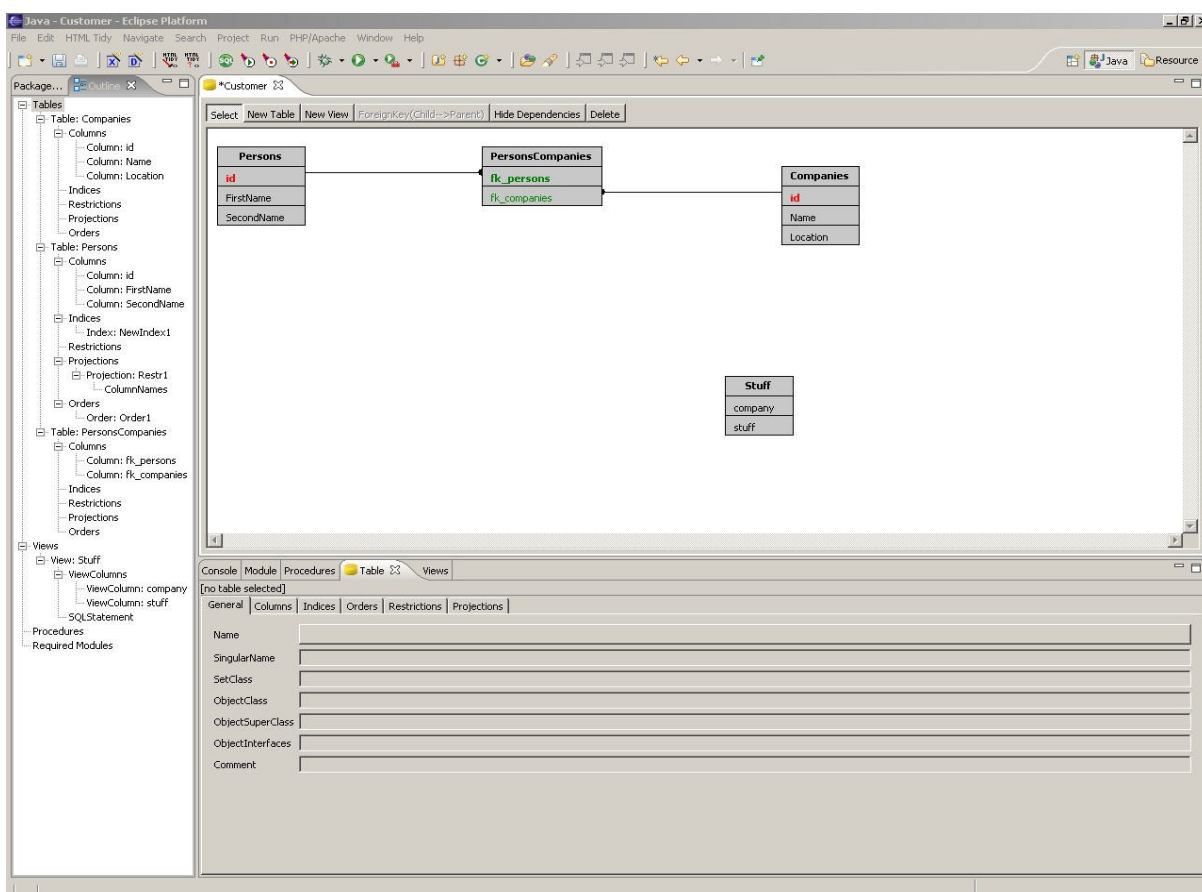 Java - Customer - Eclipse Platform
File Edit HTML Tidy Navigate Search Project Run PHP/Apache Window Help
Java Resource
Package... Outline
*Customer
Select New Table New View ForeignKey(Child-->Parent) Hide Dependencies Delete
Tables
Table: Companies
Columns
Column: id
Column: Name
Column: Location
Indices
Restrictions
Projections
Orders
Table: Persons
Columns
Column: id
Column: FirstName
Column: SecondName
Indices
Index: NewIndex1
Restrictions
Projections
Projection: Restr1
ColumnNames
Orders
Order: Order1
Table: PersonsCompanies
Columns
Column: fk_persons
Column: fk_companies
Indices
Restrictions
Projections
Orders
Views
View: Stuff
ViewColumns
ViewColumn: company
ViewColumn: stuff
SQLStatement
Procedures
Required Modules
Persons
id
FirstName
SecondName
PersonsCompanies
fk_persons
fk_companies
Companies
id
Name
Location
Stuff
company
stuff
Console Module Procedures Table Views
[no table selected]
General Columns Indices Orders Restrictions Projections
Name
SingularName
SetClass
ObjectClass
ObjectSuperClass
ObjectInterfaces
Comment